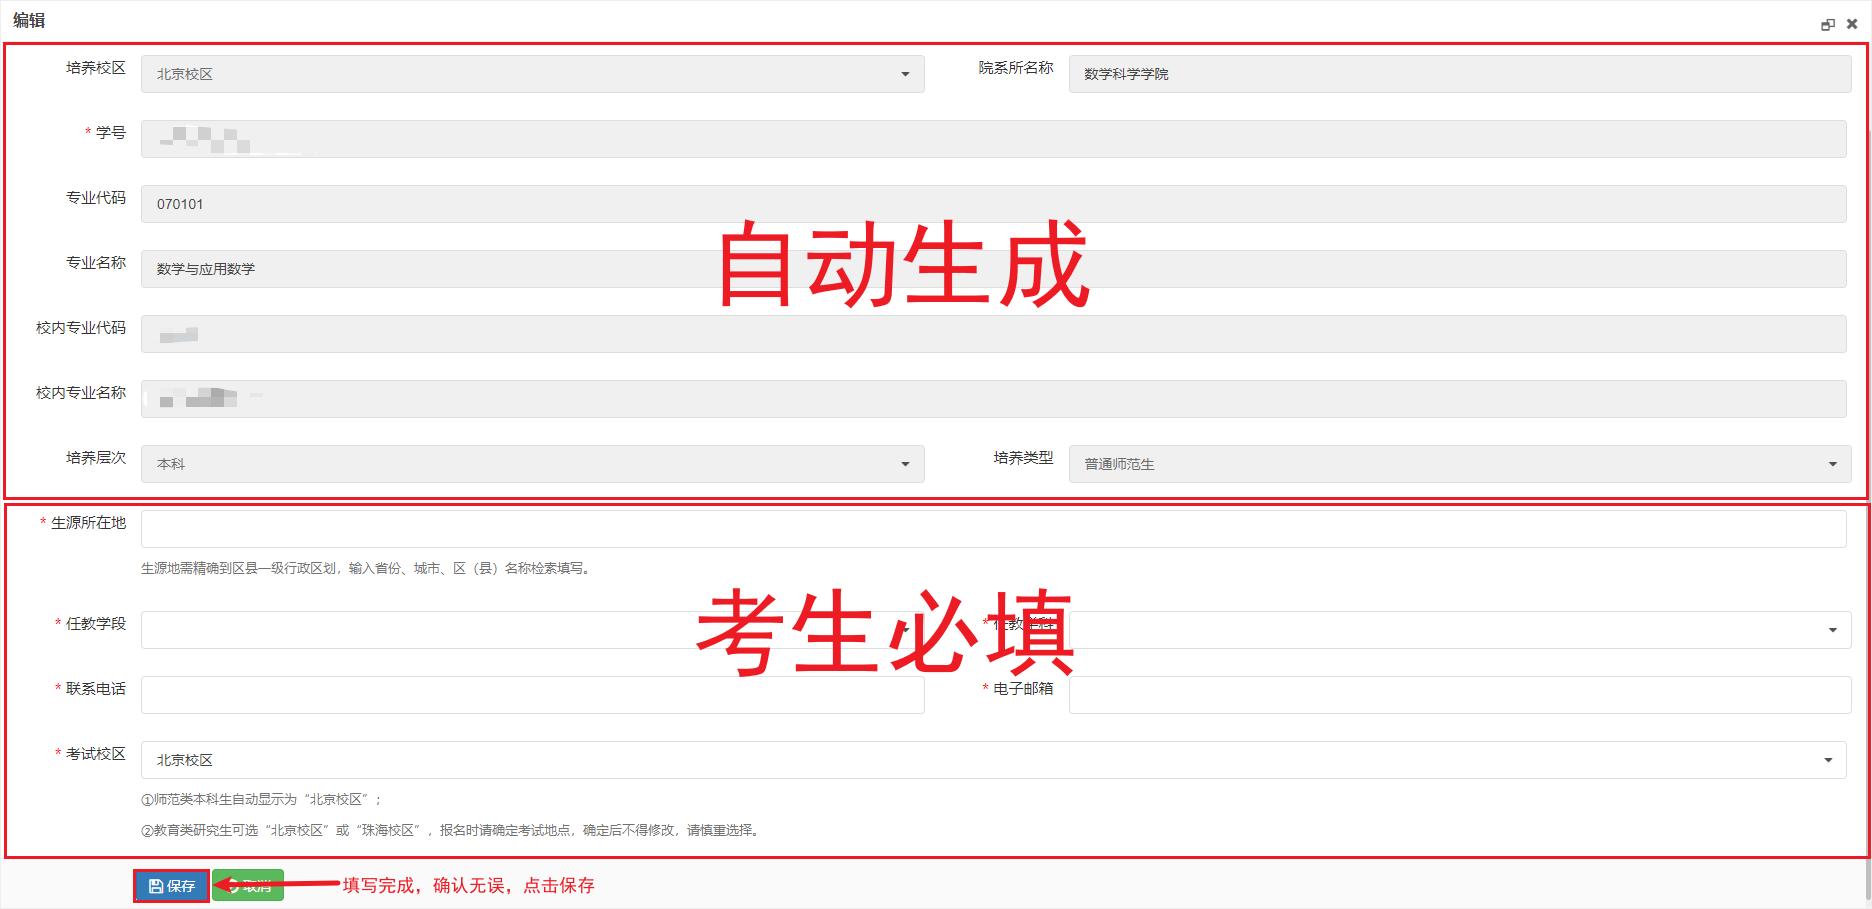 编辑
培养校区 北京校区 院系所名称 数学科学学院
* 学号
专业代码 070101
专业名称 数学与应用数学
自动生成
校内专业代码
校内专业名称
培养层次 本科 培养类型 普通师范生
* 生源所在地
生源地需精确到区县一级行政区划，输入省份、城市、区（县）名称检索填写。
考生必填
* 任教学段 * 任教学科
* 联系电话 * 电子邮箱
* 考试校区 北京校区
①师范类本科生自动显示为“北京校区”；
②教育类研究生可选“北京校区”或“珠海校区”，报名时请确定考试地点，确定后不得修改，请慎重选择。
保存 取消 填写完成，确认无误，点击保存